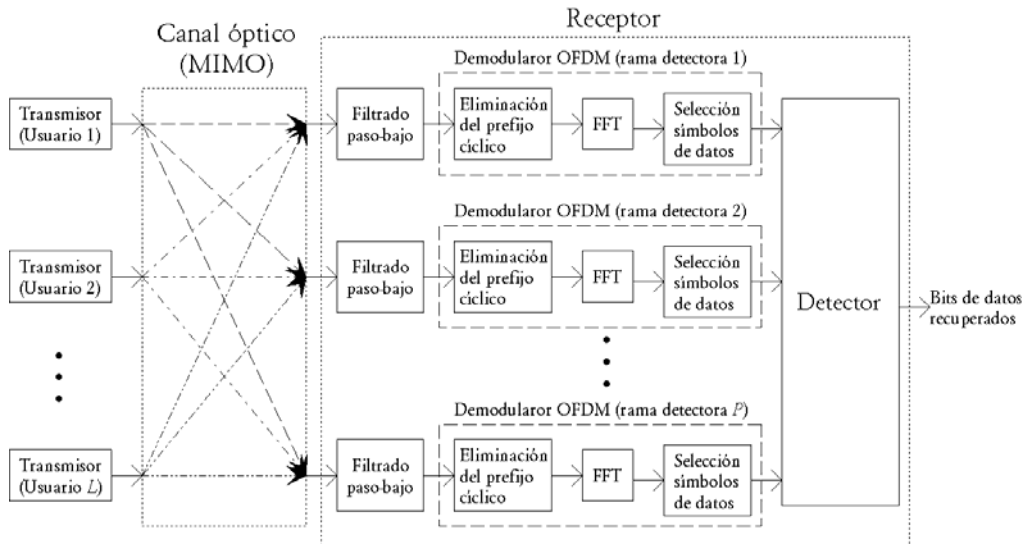 Receptor
Canal óptico
(MIMO)
Demodularor OFDM (rama detectora 1)
Transmisor
(Usuario 1)
Filtrado
paso-bajo
Eliminación
del prefijo
cíclico
FFT
Selección
símbolos
de datos
Demodularor OFDM (rama detectora 2)
Transmisor
(Usuario 2)
Filtrado
paso-bajo
Eliminación
del prefijo
cíclico
FFT
Selección
símbolos
de datos
Detector
Bits de datos
recuperados
Demodularor OFDM (rama detectora P)
Transmisor
(Usuario L)
Filtrado
paso-bajo
Eliminación
del prefijo
cíclico
FFT
Selección
símbolos
de datos